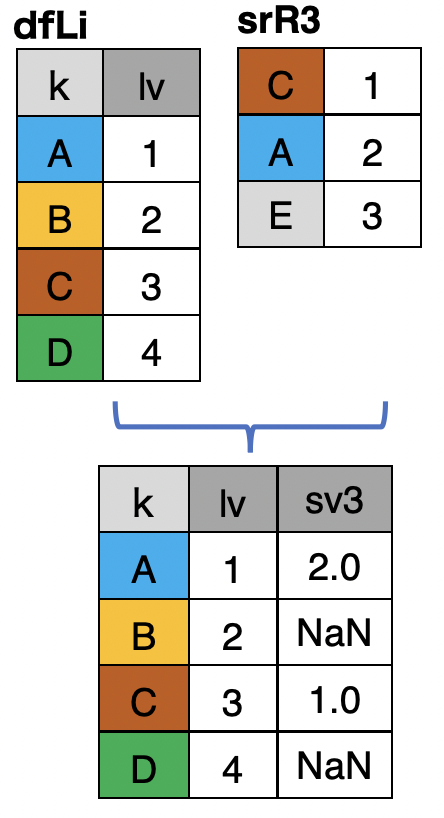 dfLi
k lv
A 1
B 2
C 3
D 4
srR3
C 1
A 2
E 3
k lv sv3
A 1 2.0
B 2 NaN
C 3 1.0
D 4 NaN